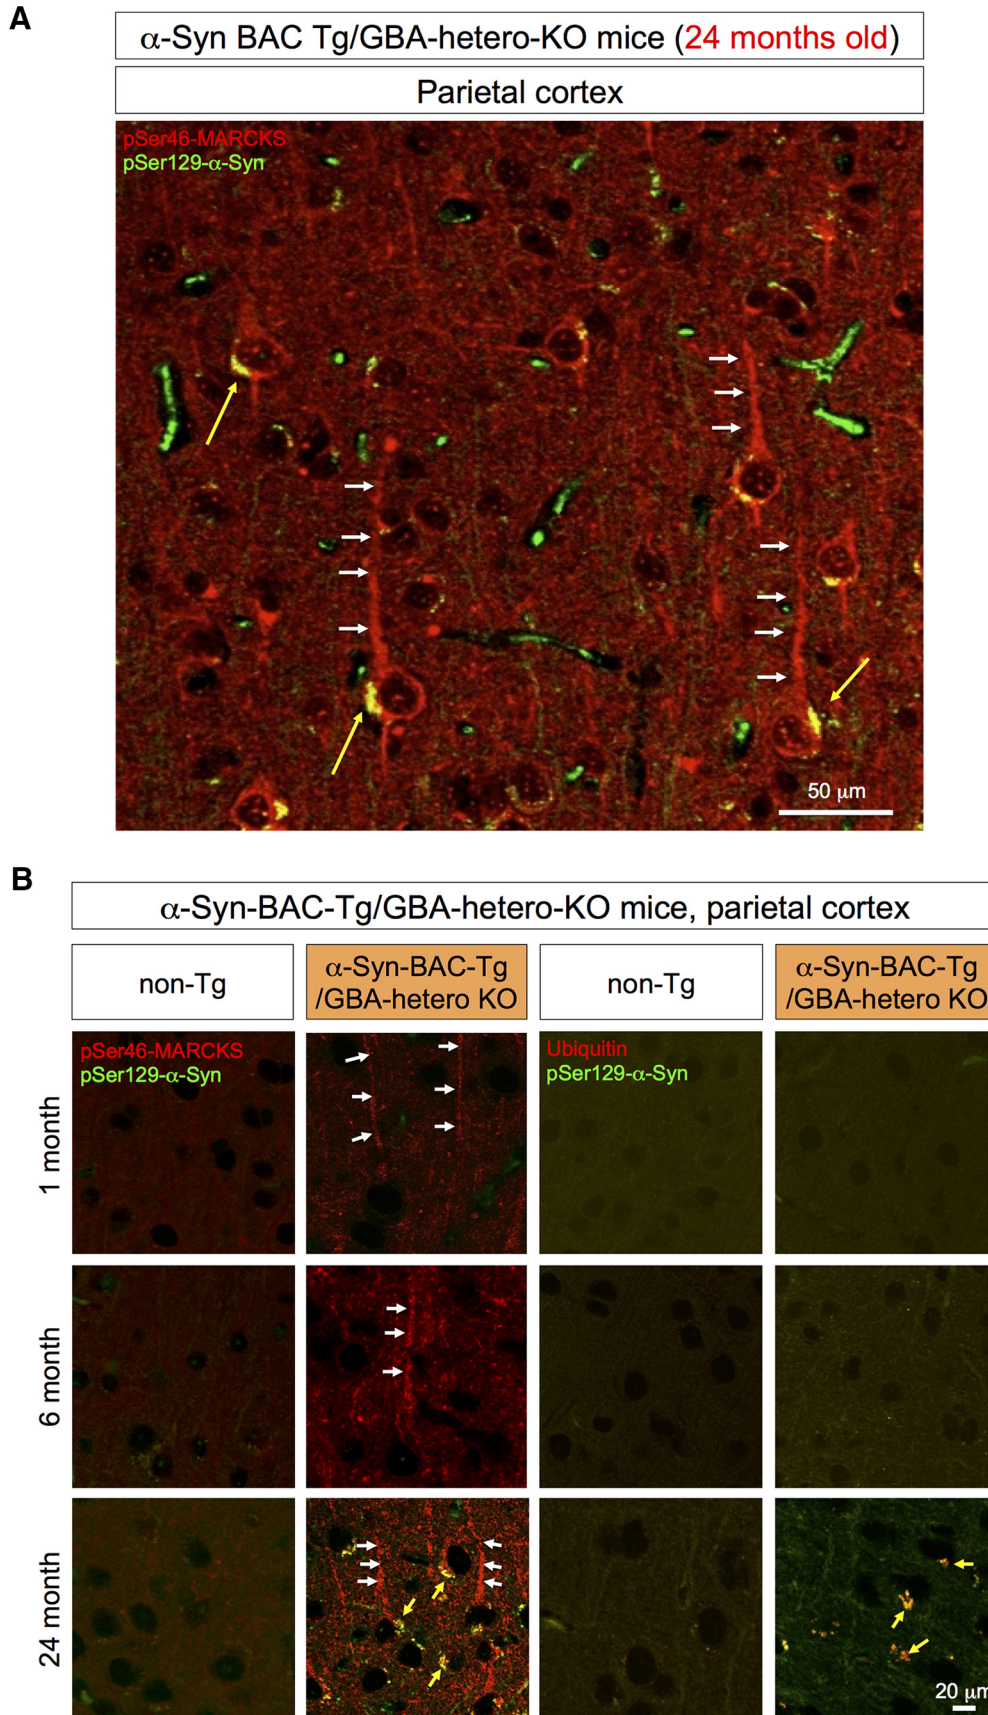 A
α-Syn BAC Tg/GBA-hetero-KO mice (24 months old)
Parietal cortex
pSer46-MARCKS
pSer129-α-Syn
50 μm
B
α-Syn-BAC-Tg/GBA-hetero-KO mice, parietal cortex
non-Tg
α-Syn-BAC-Tg
/GBA-hetero KO
non-Tg
α-Syn-BAC-Tg
/GBA-hetero KO
1 month
pSer46-MARCKS
pSer129-α-Syn
Ubiquitin
pSer129-α-Syn
6 month
24 month
20 μm